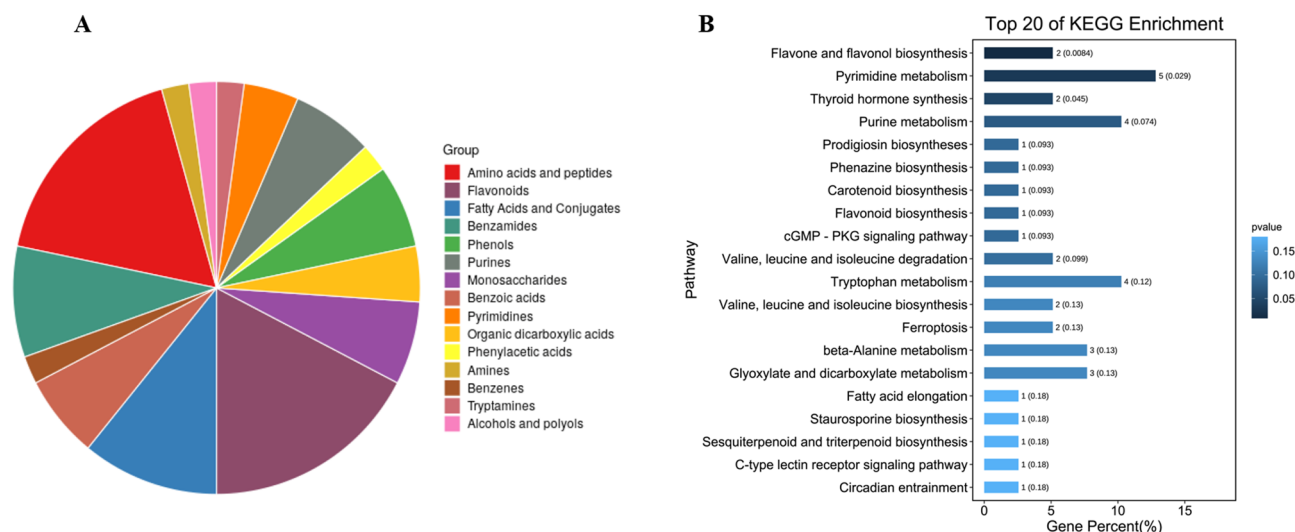 A
Group
Amino acids and peptides
Flavonoids
Fatty Acids and Conjugates
Benzamides
Phenols
Purines
Monosaccharides
Benzoic acids
Pyrimidines
Organic dicarboxylic acids
Phenylacetic acids
Amines
Benzenes
Tryptamines
Alcohols and polyols
B
Top 20 of KEGG Enrichment
Pathway
Flavone and flavonol biosynthesis 2 (0.0084)
Pyrimidine metabolism 5 (0.029)
Thyroid hormone synthesis 2 (0.045)
Purine metabolism 4 (0.074)
Prodigiosin biosyntheses 1 (0.093)
Phenazine biosynthesis 1 (0.093)
Carotenoid biosynthesis 1 (0.093)
Flavonoid biosynthesis 1 (0.093)
cGMP - PKG signaling pathway 1 (0.093)
Valine, leucine and isoleucine degradation 2 (0.099)
Tryptophan metabolism 4 (0.12)
Valine, leucine and isoleucine biosynthesis 2 (0.13)
Ferroptosis 2 (0.13)
beta-Alanine metabolism 3 (0.13)
Glyoxylate and dicarboxylate metabolism 3 (0.13)
Fatty acid elongation 1 (0.18)
Staurosporine biosynthesis 1 (0.18)
Sesquiterpenoid and triterpenoid biosynthesis 1 (0.18)
C-type lectin receptor signaling pathway 1 (0.18)
Circadian entrainment 1 (0.18)
0 5 10 15
Gene Percent(%)
pvalue
0.15
0.10
0.05